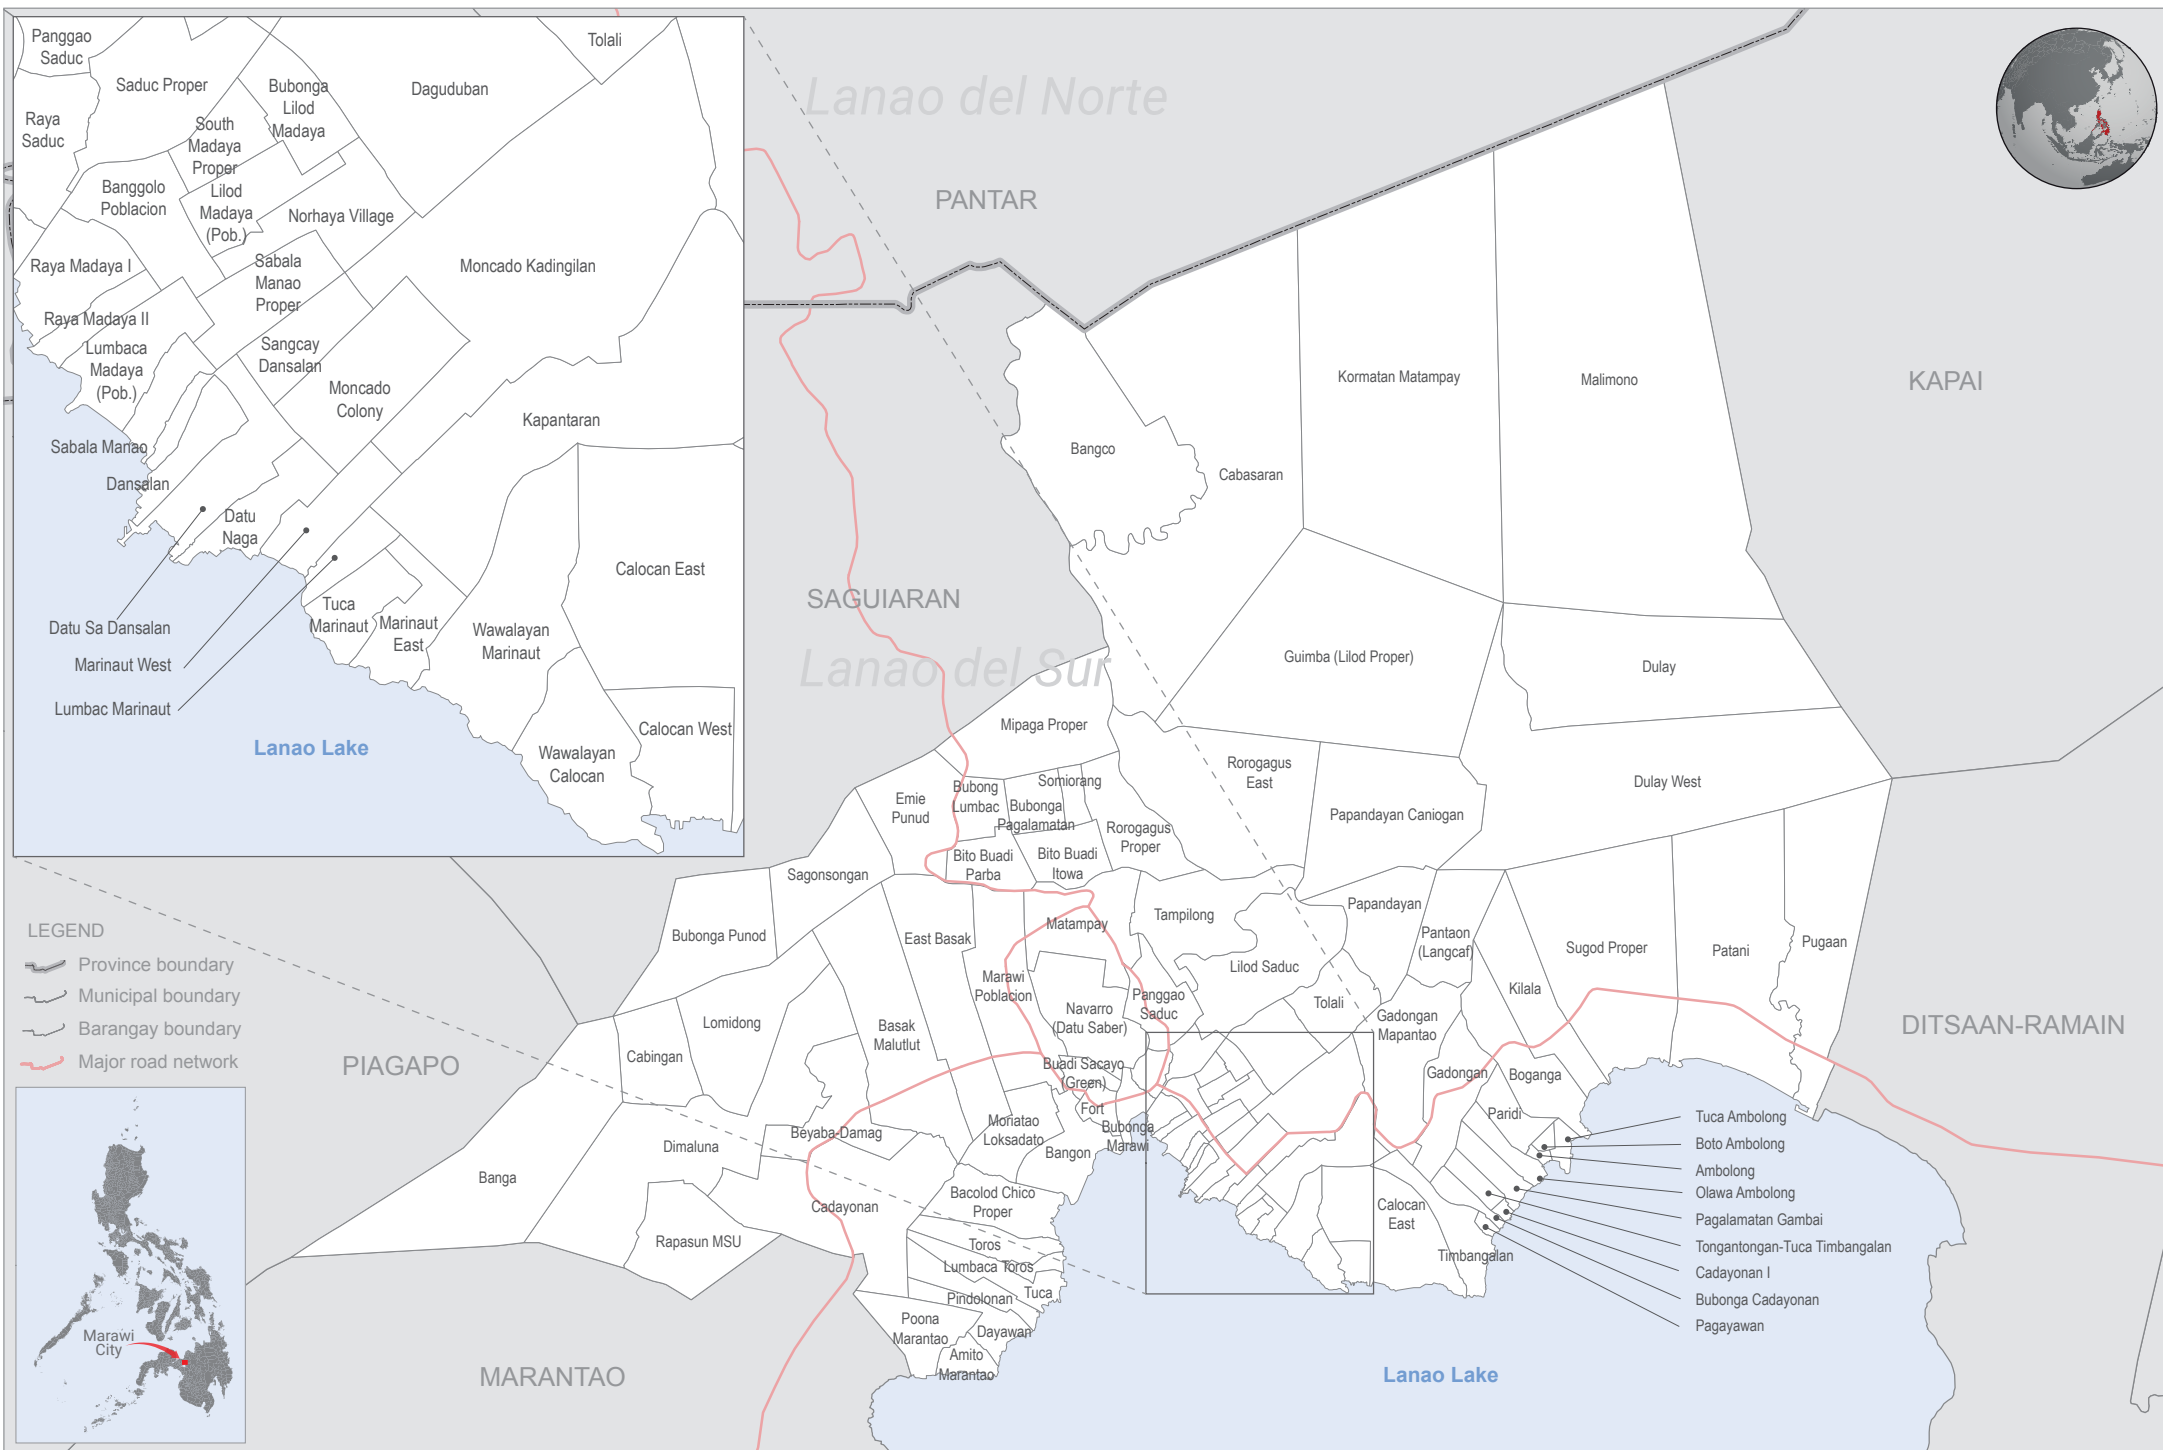 Panggao
Saduc
Tolali
Saduc Proper
Bubonga
Lilod
Madaya
Daguduban
Raya
Saduc
South
Madaya
Proper
Banggolo
Poblacion
Lilod
Madaya
(Pob.)
Norhaya Village
Raya Madaya I
Sabala
Manao
Proper
Moncado Kadingilan
Raya Madaya II
Lumbaca
Madaya
(Pob.)
Sangcay
Dansalan
Moncado
Colony
Kapantaran
Sabala Manao
Dansalan
Datu
Naga
Calocan East
Tuca
Marinaut
Marinaut
East
Wawalayan
Marinaut
Datu Sa Dansalan
Marinaut West
Lumbac Marinaut
Calocan West
Wawalayan
Calocan
Lanao Lake
Lanao del Norte
PANTAR
KAPAI
SAGUIARAN
Lanao del Sur
Kormatan Matampay
Malimono
Bangco
Cabasaran
Guimba (Lilod Proper)
Dulay
Mipaga Proper
Dulay West
Rorogagus
East
Papandayan Caniogan
Somiorang
Bubong
Lumbac
Bubonga
Pagalamatan
Emie
Punud
Rorogagus
Proper
Bito Buadi
Parba
Bito Buadi
Itowa
Sagonsongan
Tampilong
Papandayan
Matampay
Bubonga Punod
East Basak
Pantaon
(Langcaf)
Sugod Proper
Patani
Pugaan
Lilod Saduc
Marawi
Poblacion
Kilala
Panggao
Saduc
Tolali
Navarro
(Datu Saber)
Gadongan
Mapantao
Lomidong
Basak
Malutlut
Cabingan
Buadi Sacayo
(Green)
Gadongan
Boganga
Fort
Paridi
Moriatao
Loksadato
Bubonga
Marawi
Beyaba-Damag
Dimaluna
Bangon
Banga
Bacolod Chico
Proper
Cadayonan
Calocan
East
Rapasun MSU
Toros
Timbangalan
Lumbaca Toros
Tuca
Pindolonan
Poona
Marantao
Dayawan
Amito
Marantao
Tuca Ambolong
Boto Ambolong
Ambolong
Olawa Ambolong
Pagalamatan Gambai
Tongantongan-Tuca Timbangalan
Cadayonan I
Bubonga Cadayonan
Pagayawan
DITSAAN-RAMAIN
PIAGAPO
MARANTAO
Lanao Lake
LEGEND
Province boundary
Municipal boundary
Barangay boundary
Major road network
Marawi
City